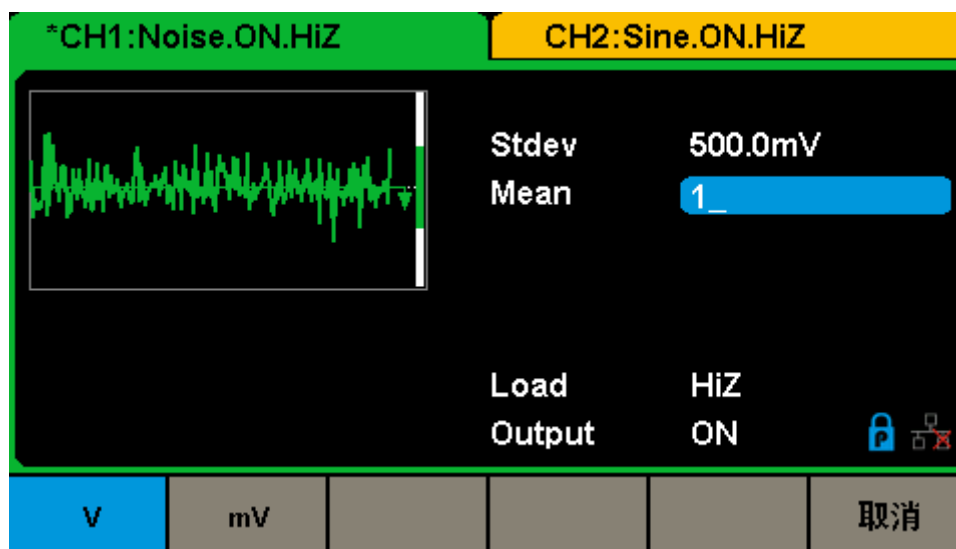 *CH1:Noise.ON.HiZ CH2:Sine.ON.HiZ
Stdev 500.0mV
Mean 1_
Load HiZ
Output ON
V mV 取消